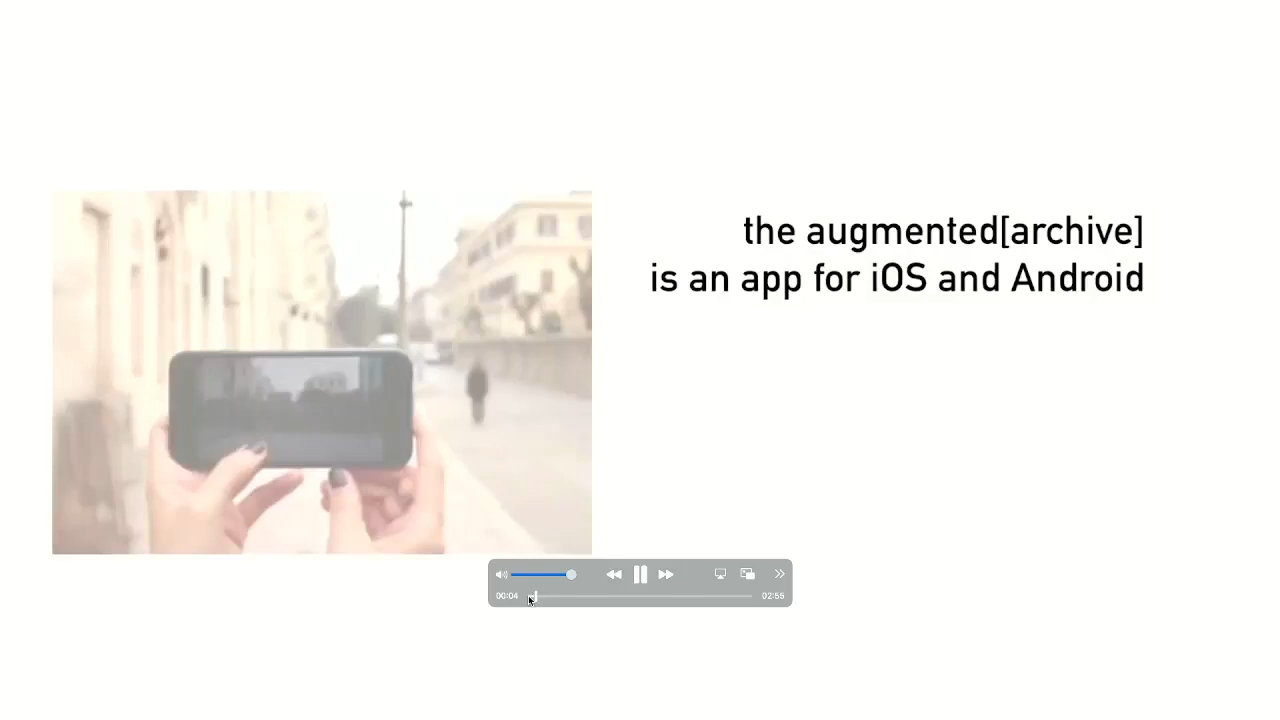 the augmented[archive]
is an app for iOS and Android
00:04
02:55